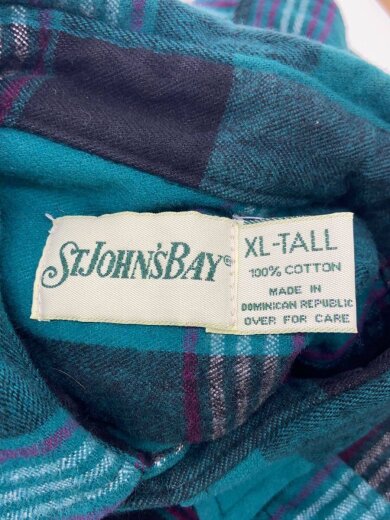 ST JOHN'S BAY®
XL-TALL
100% COTTON
MADE IN
DOMINICAN REPUBLIC
OVER FOR CARE